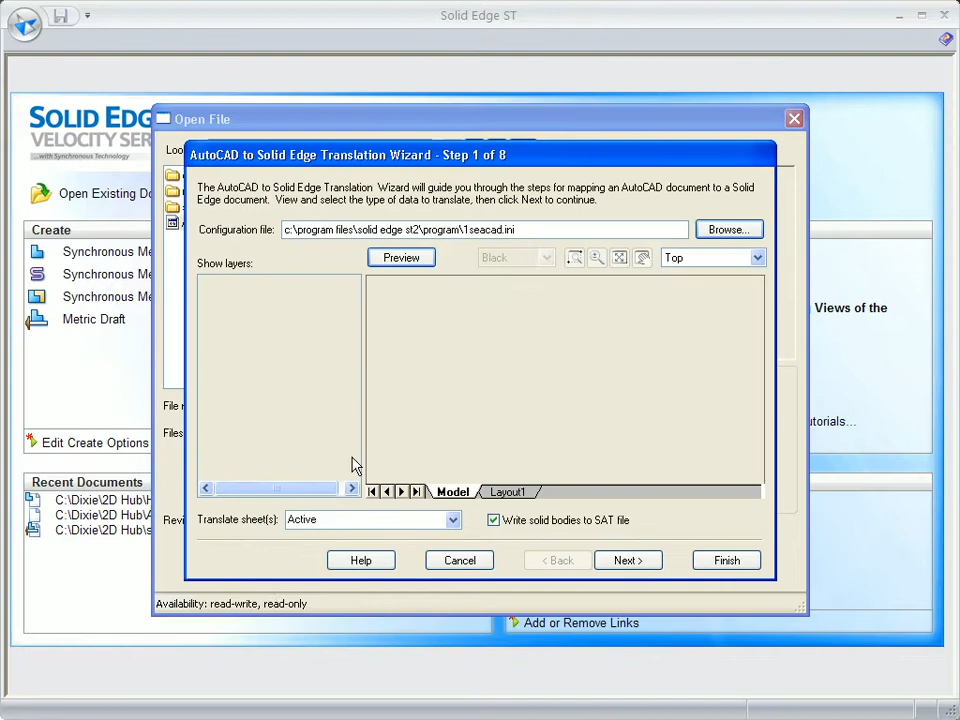 Solid Edge ST
SOLID EDG
VELOCITY SER
...with Synchronous Technology
Open File
Loo
AutoCAD to Solid Edge Translation Wizard - Step 1 of 8
The AutoCAD to Solid Edge Translation Wizard will guide you through the steps for mapping an AutoCAD document to a Solid
Edge document. View and select the type of data to translate, then click Next to continue.
Open Existing Do
Configuration file: c:\program files\solid edge st2\program\1seacad.ini Browse...
Create
Show layers: Preview Black Top
Synchronous Me
Synchronous Me
Synchronous Me
Metric Draft
Views of the
File n
utorials...
Files
Edit Create Options
Recent Documents
Model Layout1
C:\Dixie\2D Hub\H
C:\Dixie\2D Hub\A
C:\Dixie\2D Hub\s
Revi
Translate sheet(s): Active Write solid bodies to SAT file
Help Cancel < Back Next > Finish
Availability: read-write, read-only
Add or Remove Links